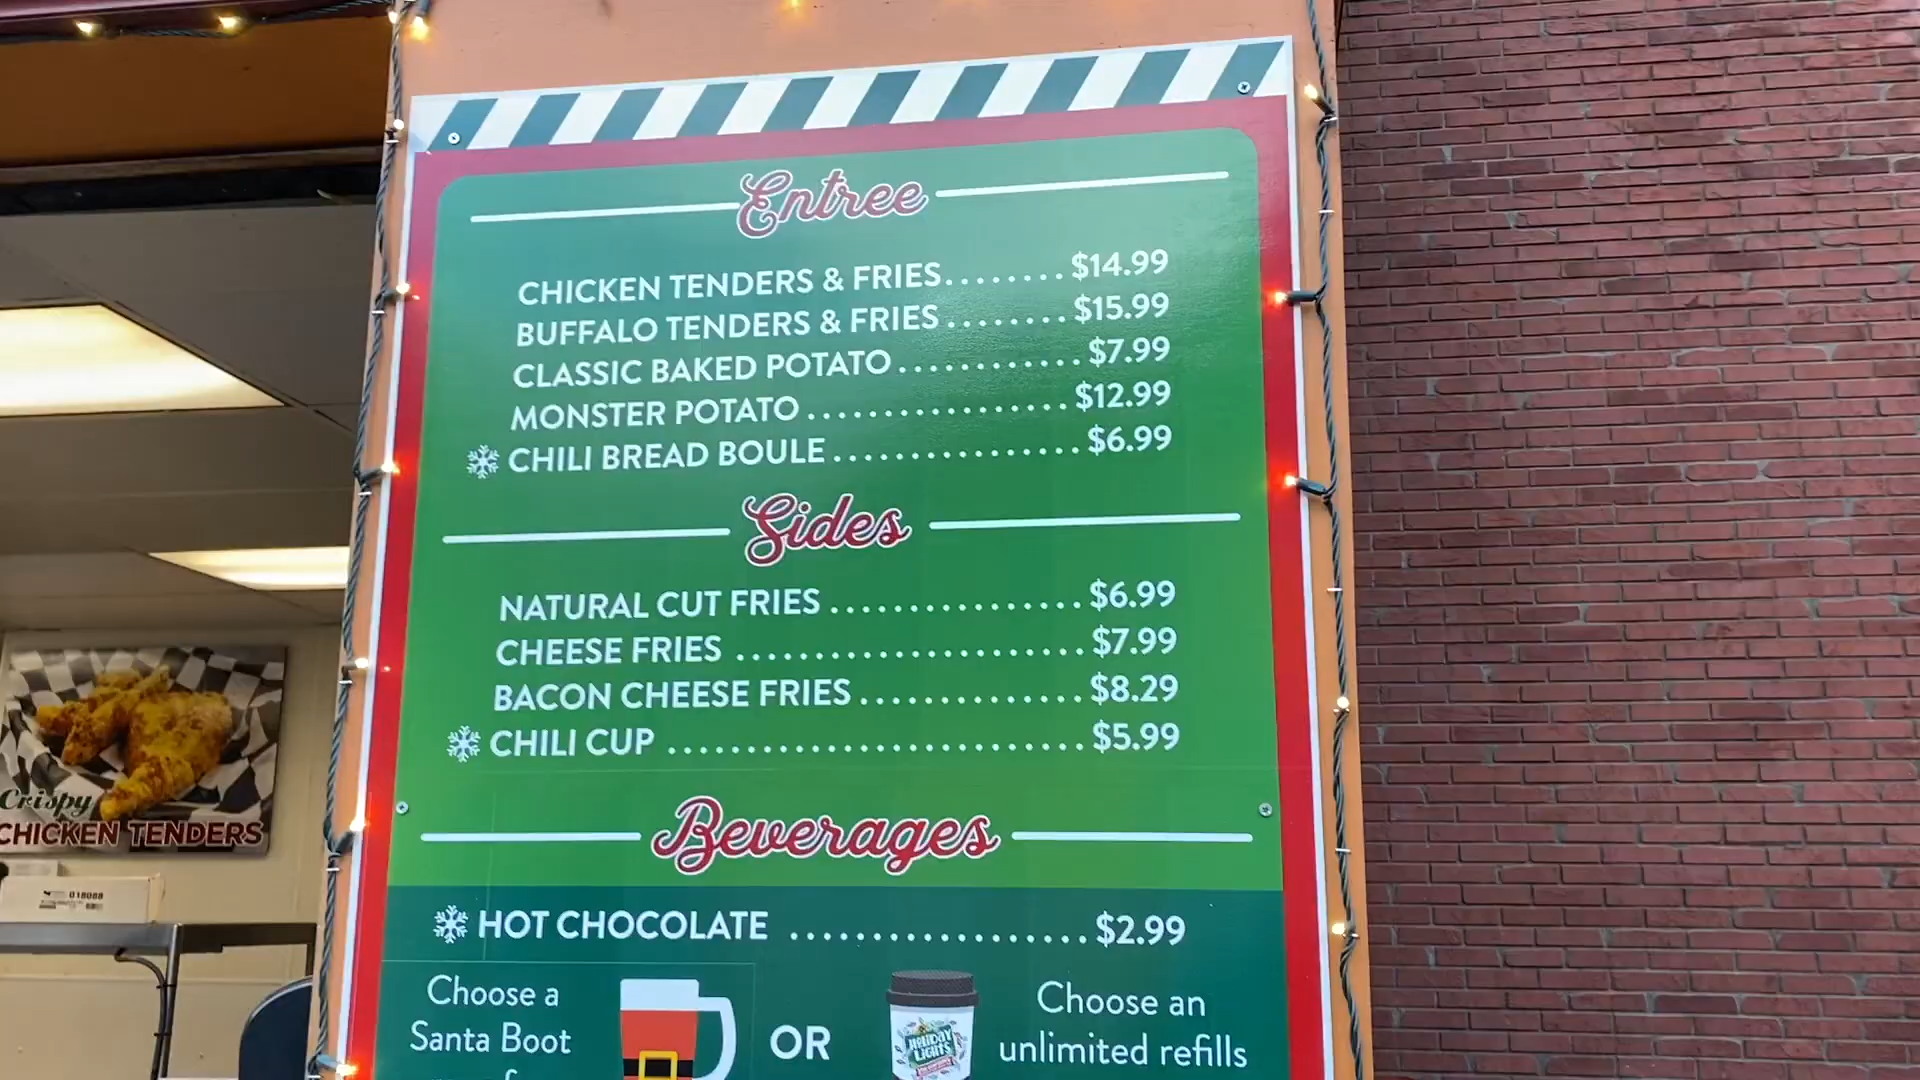 Entree
CHICKEN TENDERS & FRIES........$14.99
BUFFALO TENDERS & FRIES........$15.99
CLASSIC BAKED POTATO............$7.99
MONSTER POTATO.................$12.99
CHILI BREAD BOULE................$6.99
Sides
NATURAL CUT FRIES................$6.99
CHEESE FRIES......................$7.99
BACON CHEESE FRIES..............$8.29
CHILI CUP...........................$5.99
Beverages
HOT CHOCOLATE...................$2.99
Choose a
Santa Boot
OR
HOLIDAY
LIGHTS
Choose an
unlimited refills
Crispy
CHICKEN TENDERS
018088